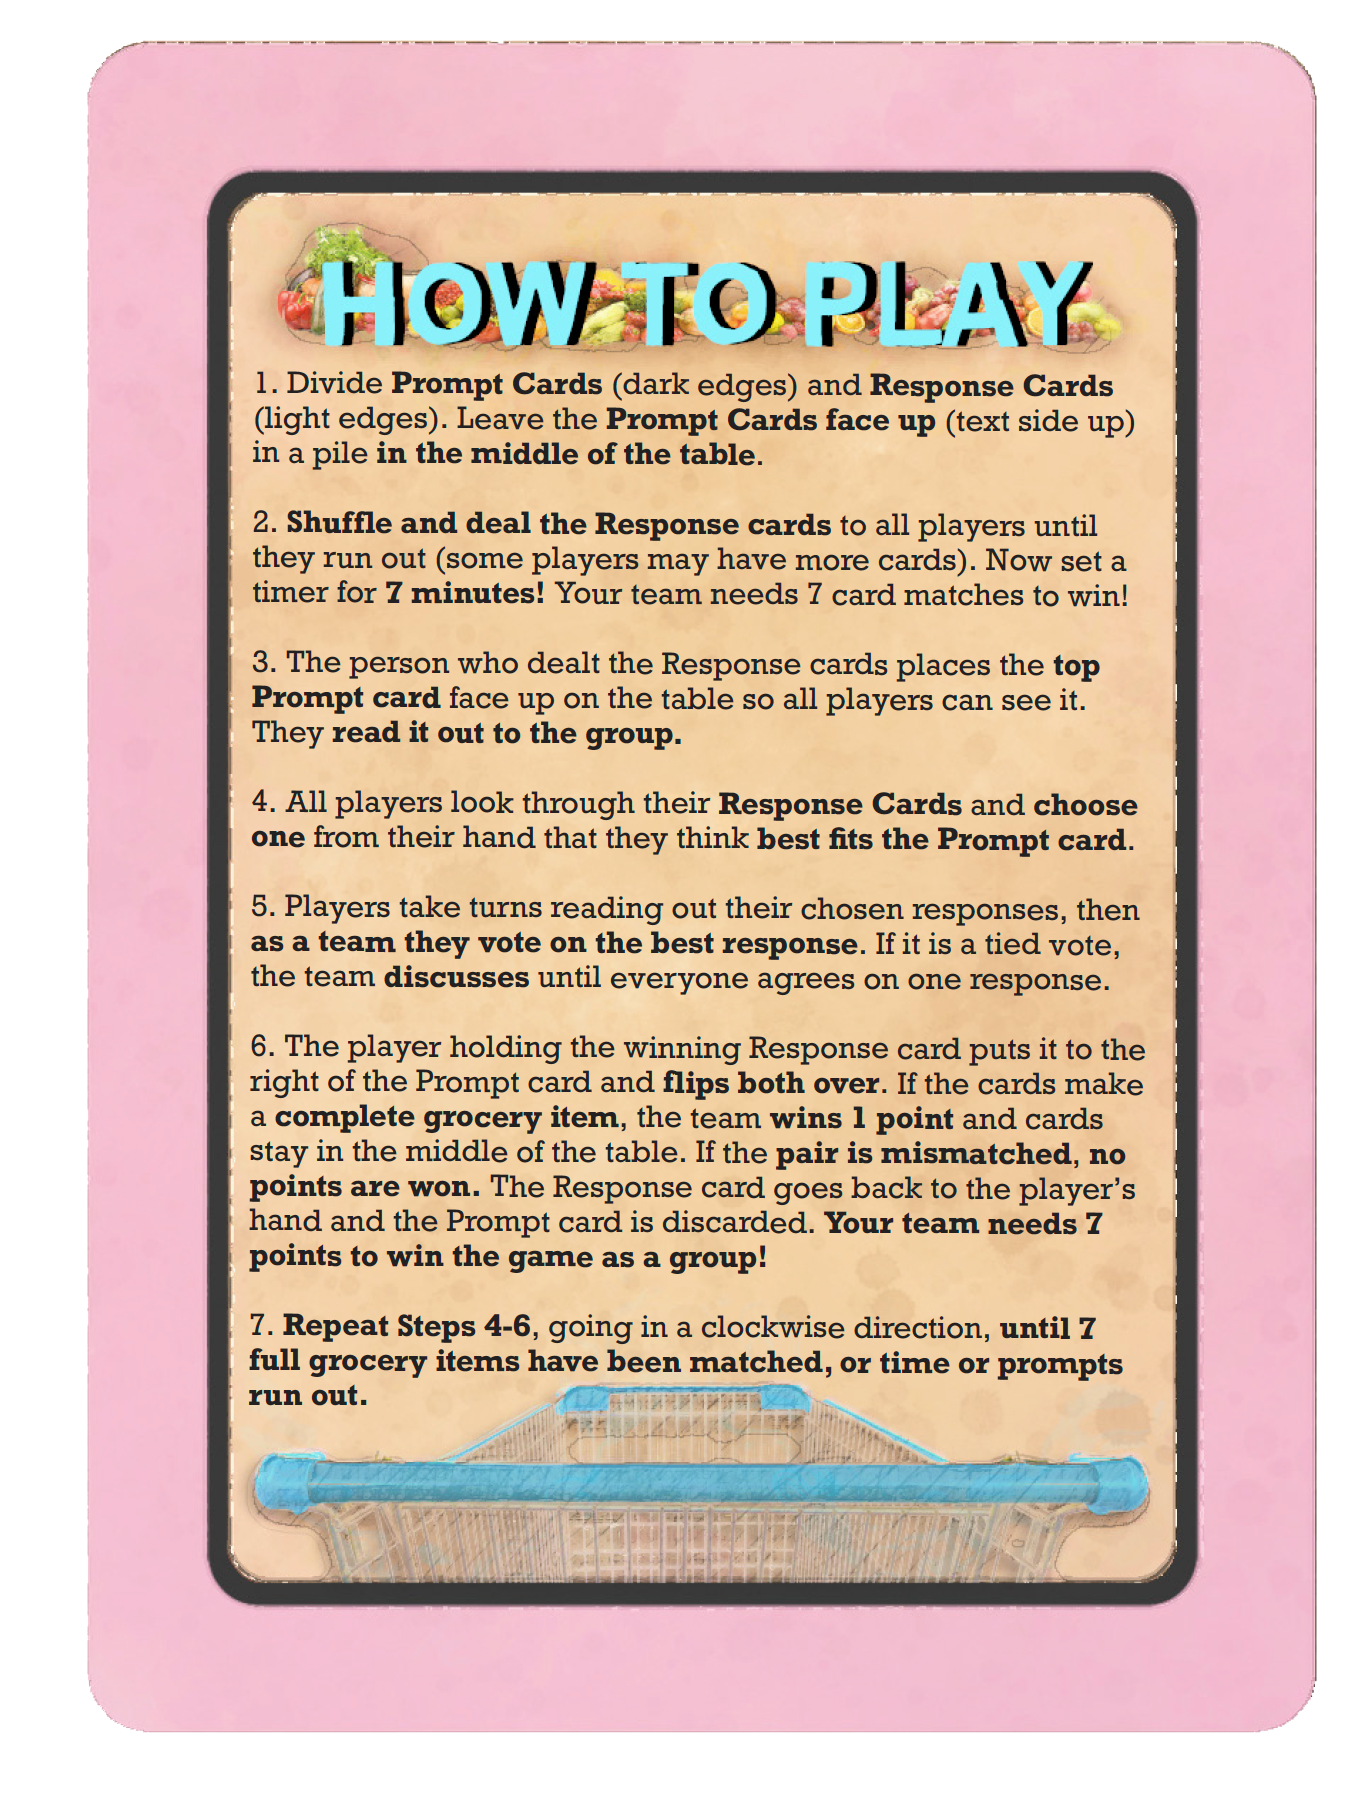 HOW TO PLAY
1. Divide Prompt Cards (dark edges) and Response Cards
(light edges). Leave the Prompt Cards face up (text side up)
in a pile in the middle of the table.
2. Shuffle and deal the Response cards to all players until
they run out (some players may have more cards). Now set a
timer for 7 minutes! Your team needs 7 card matches to win!
3. The person who dealt the Response cards places the top
Prompt card face up on the table so all players can see it.
They read it out to the group.
4. All players look through their Response Cards and choose
one from their hand that they think best fits the Prompt card.
5. Players take turns reading out their chosen responses, then
as a team they vote on the best response. If it is a tied vote,
the team discusses until everyone agrees on one response.
6. The player holding the winning Response card puts it to the
right of the Prompt card and flips both over. If the cards make
a complete grocery item, the team wins 1 point and cards
stay in the middle of the table. If the pair is mismatched, no
points are won. The Response card goes back to the player’s
hand and the Prompt card is discarded. Your team needs 7
points to win the game as a group!
7. Repeat Steps 4-6, going in a clockwise direction, until 7
full grocery items have been matched, or time or prompts
run out.